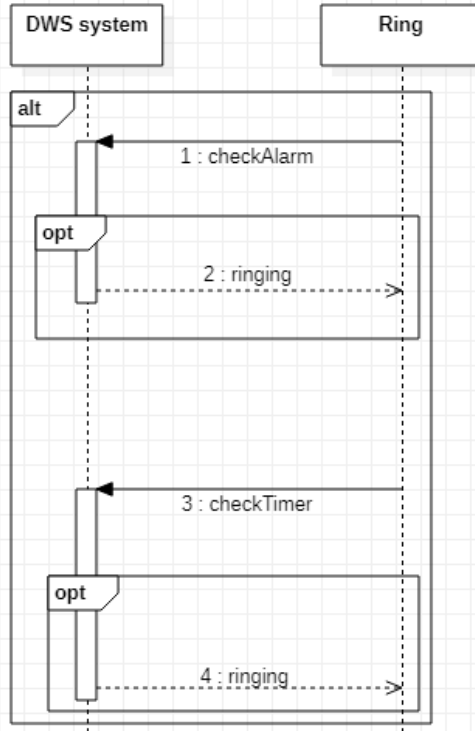 DWS system
Ring
alt
1 : checkAlarm
opt
2 : ringing
3 : checkTimer
opt
4 : ringing